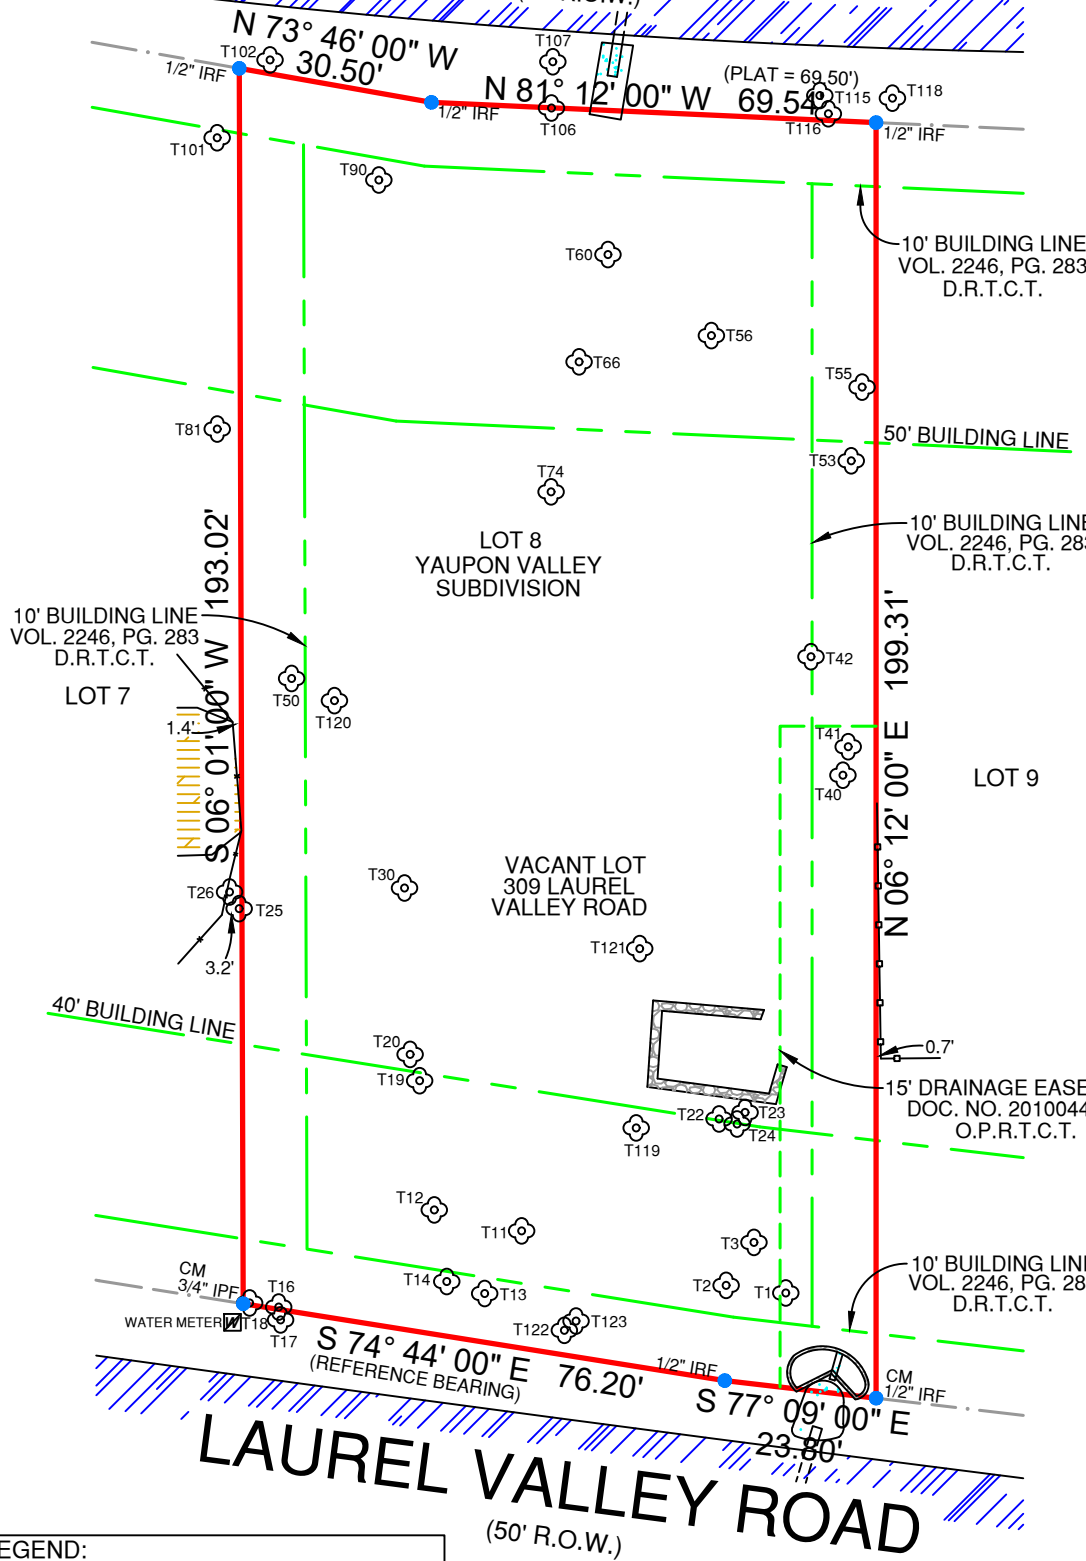 N 73° 46' 00" W
30.50'
T102
1/2" IRF
T107
(PLAT = 69.50')
N 81° 12' 00" W 69.54'
T115
T118
1/2" IRF
T106
T116
1/2" IRF
T101
T90
10' BUILDING LINE
VOL. 2246, PG. 283
D.R.T.C.T.
T60
T56
T66
T55
T81
50' BUILDING LINE
T53
T74
10' BUILDING LINE
VOL. 2246, PG. 283
D.R.T.C.T.
LOT 8
YAUPON VALLEY
SUBDIVISION
S 06° 01' 00" W 193.02'
N 06° 12' 00" E 199.31'
10' BUILDING LINE
VOL. 2246, PG. 283
D.R.T.C.T.
T42
LOT 7
T50
T120
1.4'
T41
T40
LOT 9
VACANT LOT
309 LAUREL
VALLEY ROAD
T30
T26
T25
T121
3.2'
40' BUILDING LINE
T20
T19
0.7'
15' DRAINAGE EASE
DOC. NO. 2010044
O.P.R.T.C.T.
T22
T23
T24
T119
T12
T11
T3
10' BUILDING LINE
VOL. 2246, PG. 28
D.R.T.C.T.
CM
3/4" IPF
T16
T14
T13
T2
T1
WATER METER
W
T18
T17
T122
T123
S 74° 44' 00" E 76.20'
(REFERENCE BEARING)
1/2" IRF
CM
1/2" IRF
S 77° 09' 00" E
23.80'
LAUREL VALLEY ROAD
(50' R.O.W.)
EGEND: